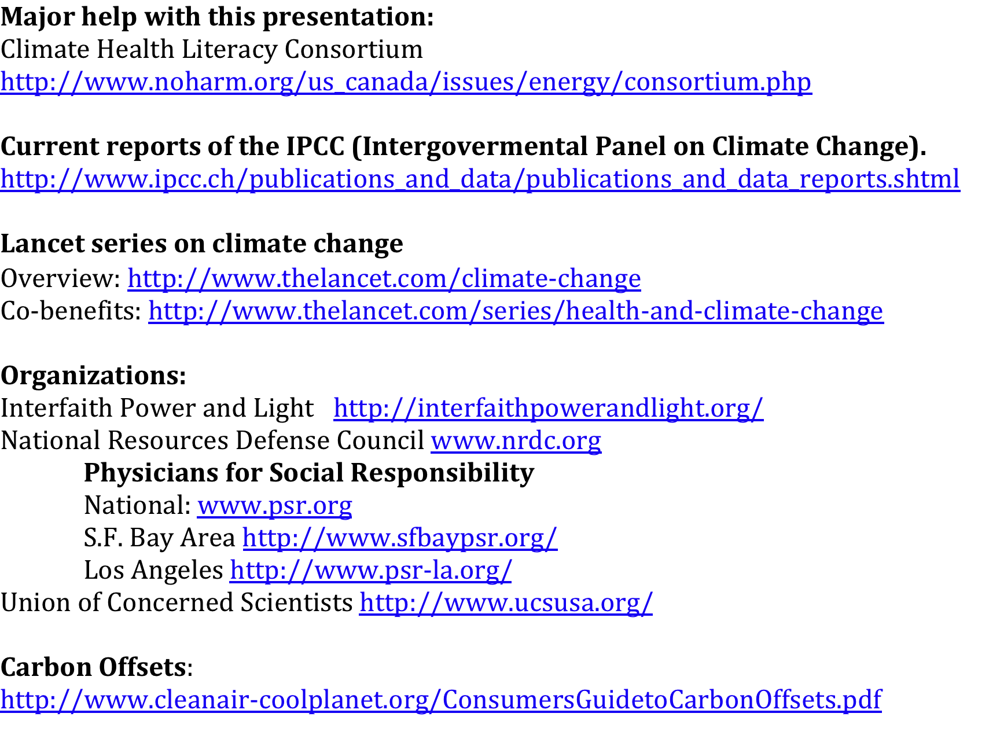 Major help with this presentation:
Climate Health Literacy Consortium
http://www.noharm.org/us_canada/issues/energy/consortium.php
Current reports of the IPCC (Intergovermental Panel on Climate Change).
http://www.ipcc.ch/publications_and_data/publications_and_data_reports.shtml
Lancet series on climate change
Overview: http://www.thelancet.com/climate-change
Co-benefits: http://www.thelancet.com/series/health-and-climate-change
Organizations:
Interfaith Power and Light   http://interfaithpowerandlight.org/
National Resources Defense Council www.nrdc.org
Physicians for Social Responsibility
National: www.psr.org
S.F. Bay Area http://www.sfbaypsr.org/
Los Angeles http://www.psr-la.org/
Union of Concerned Scientists http://www.ucsusa.org/
Carbon Offsets:
http://www.cleanair-coolplanet.org/ConsumersGuidetoCarbonOffsets.pdf